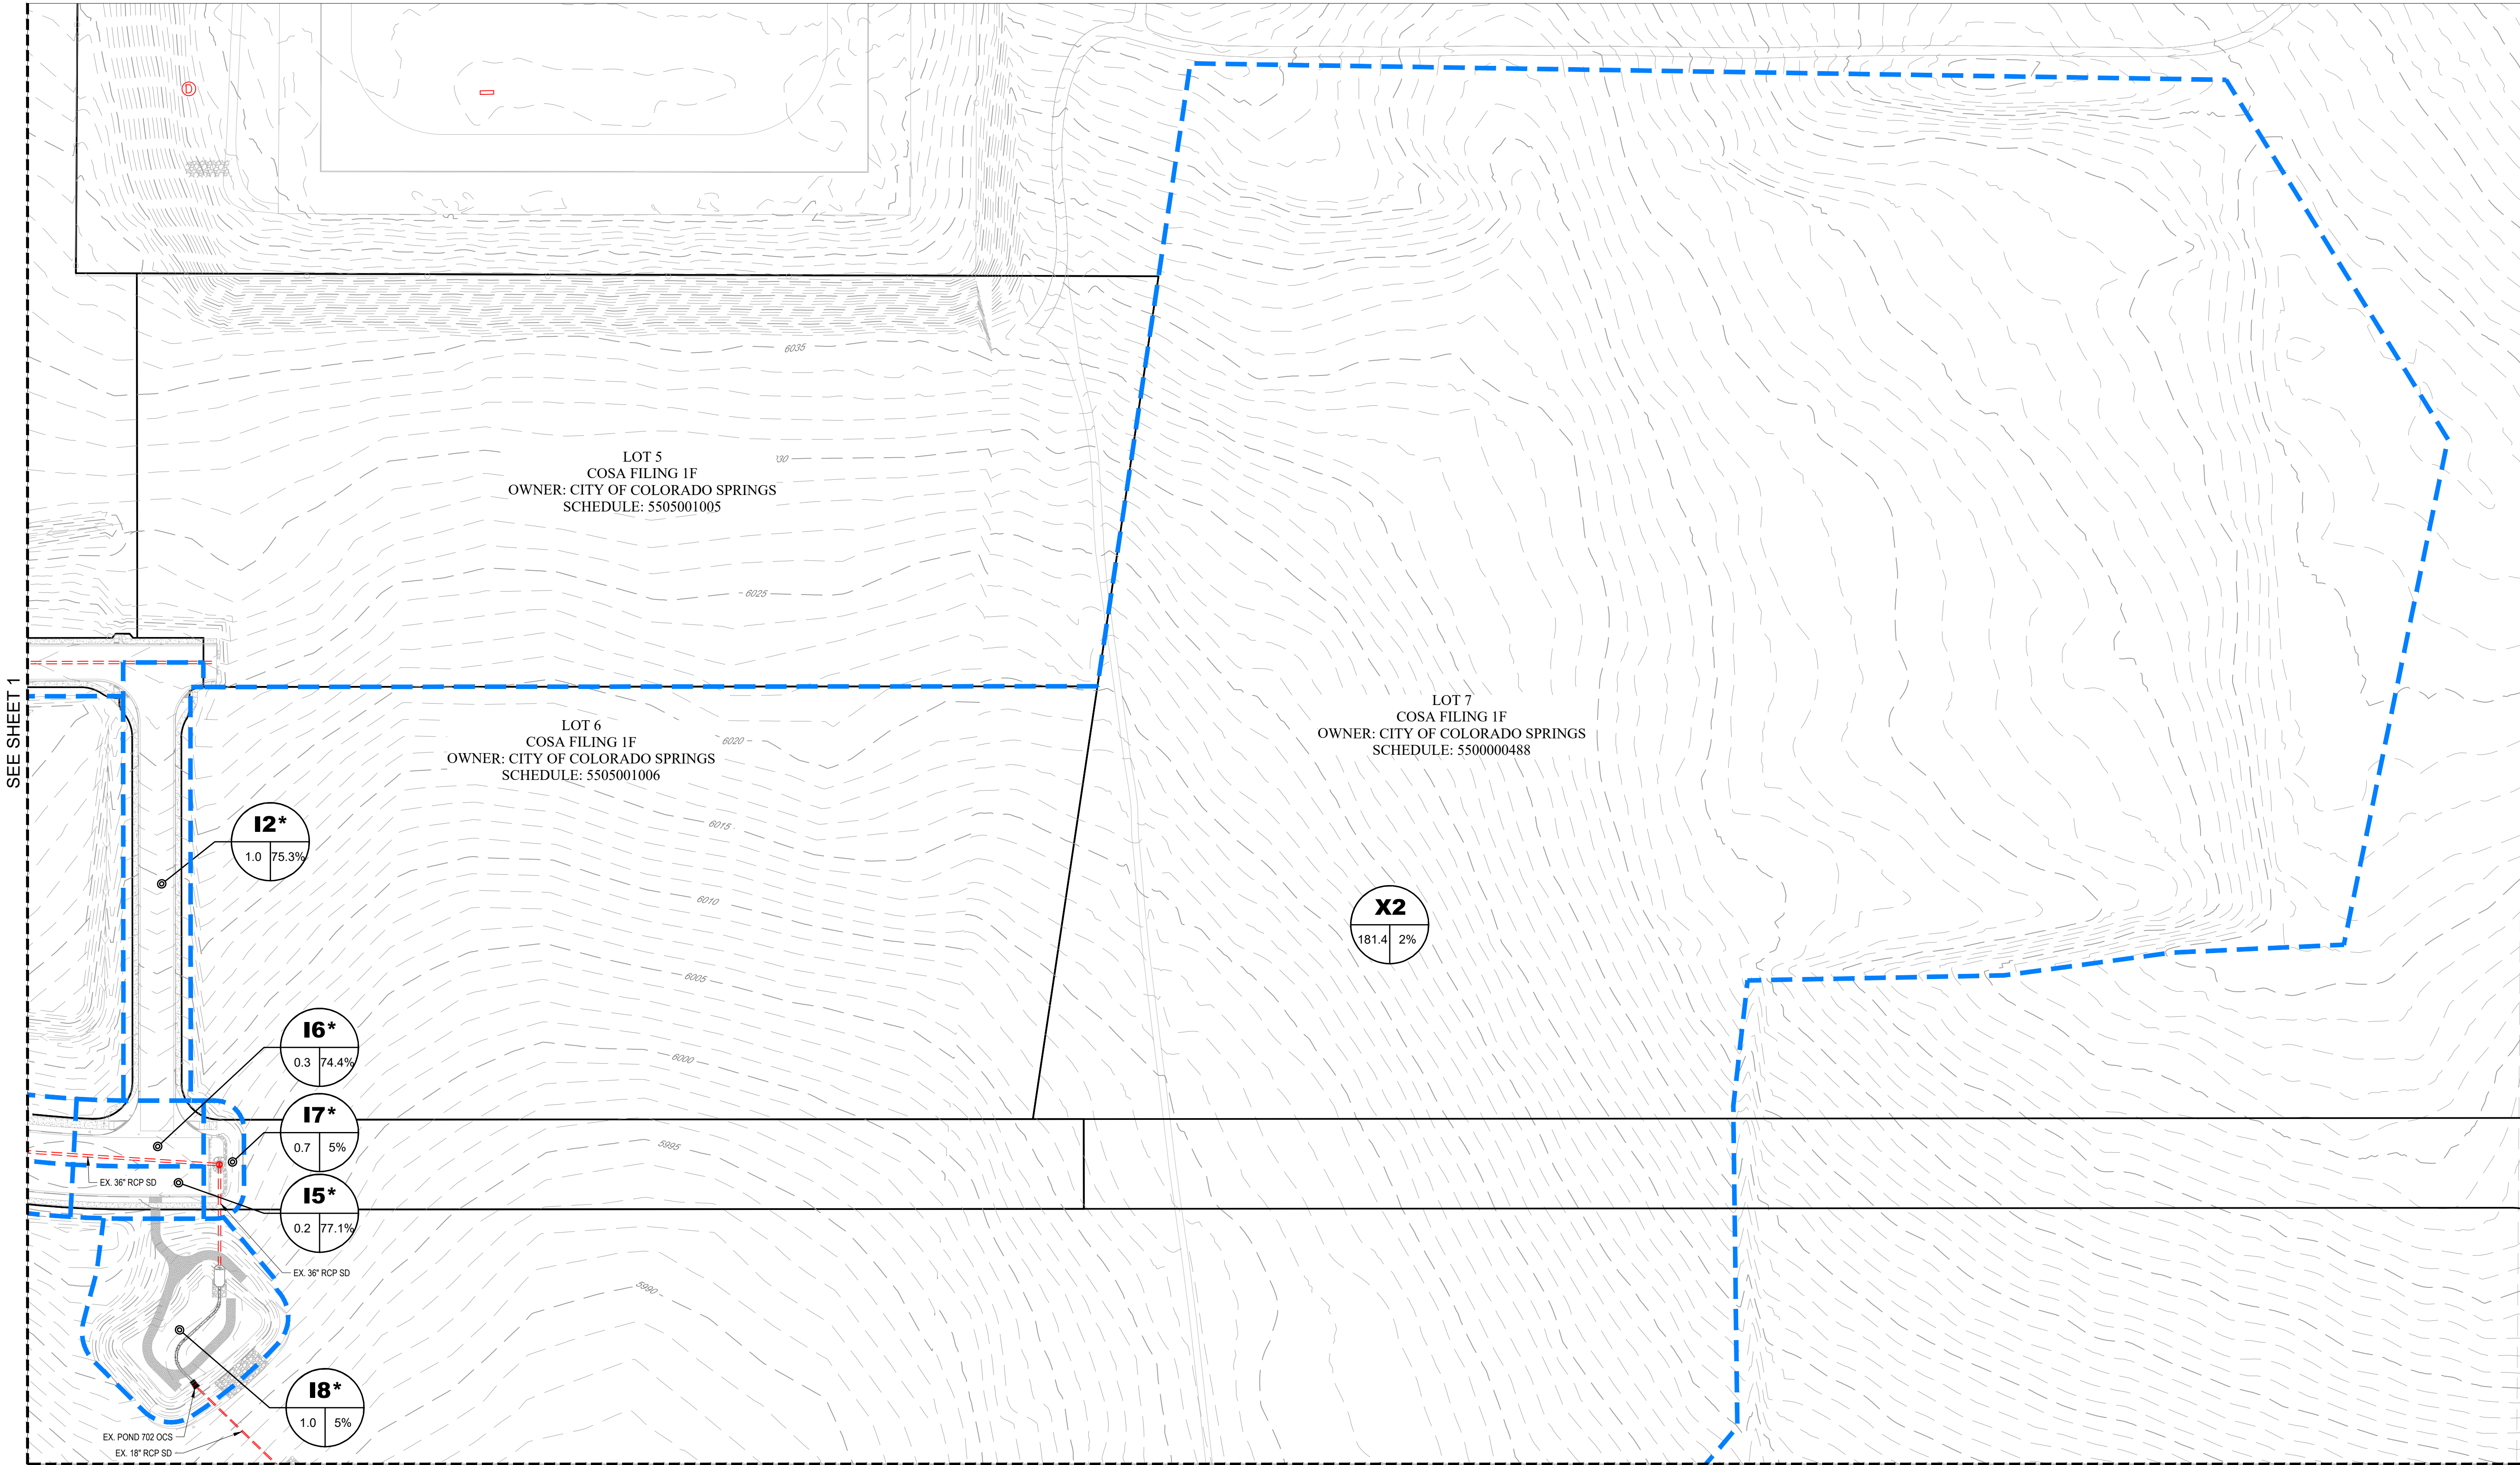 D
6035
30
LOT 5
COSA FILING 1F
OWNER: CITY OF COLORADO SPRINGS
SCHEDULE: 5505001005
6025
SEE SHEET 1
LOT 6
COSA FILING 1F
OWNER: CITY OF COLORADO SPRINGS
SCHEDULE: 5505001006
6020
LOT 7
COSA FILING 1F
OWNER: CITY OF COLORADO SPRINGS
SCHEDULE: 5500000488
I2*
1.0 75.3%
6015
6010
X2
181.4 2%
6005
I6*
0.3 74.4%
6000
I7*
0.7 5%
5995
EX. 36" RCP SD
I5*
0.2 77.1%
EX. 36" RCP SD
5990
I8*
1.0 5%
EX. POND 702 OCS
EX. 18" RCP SD